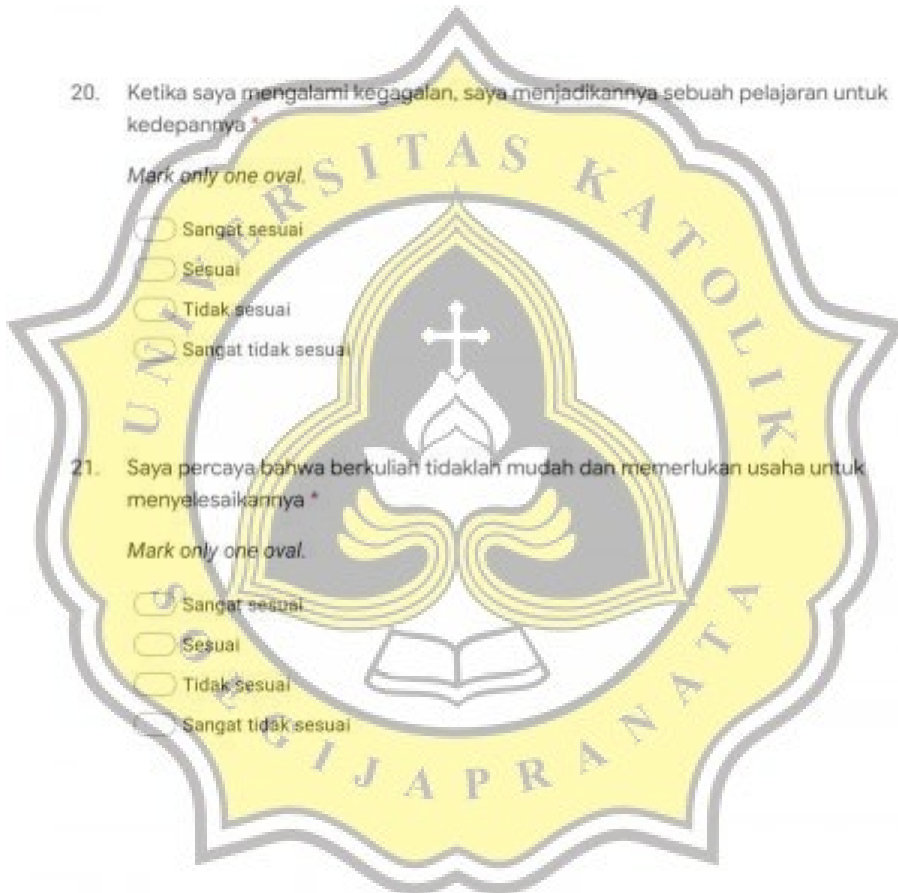 20. Ketika saya mengalami kegagalan, saya menjadikannya sebuah pelajaran untuk
kedepannya *
Mark only one oval.
Sangat sesuai
Sesuai
Tidak sesuai
Sangat tidak sesuai
21. Saya percaya bahwa berkuliah tidaklah mudah dan memerlukan usaha untuk
menyelesaikannya *
Mark only one oval.
Sangat sesuai
Sesuai
Tidak sesuai
Sangat tidak sesuai
UNIVERSITAS KATOLIK
SOEGIJAPRANATA